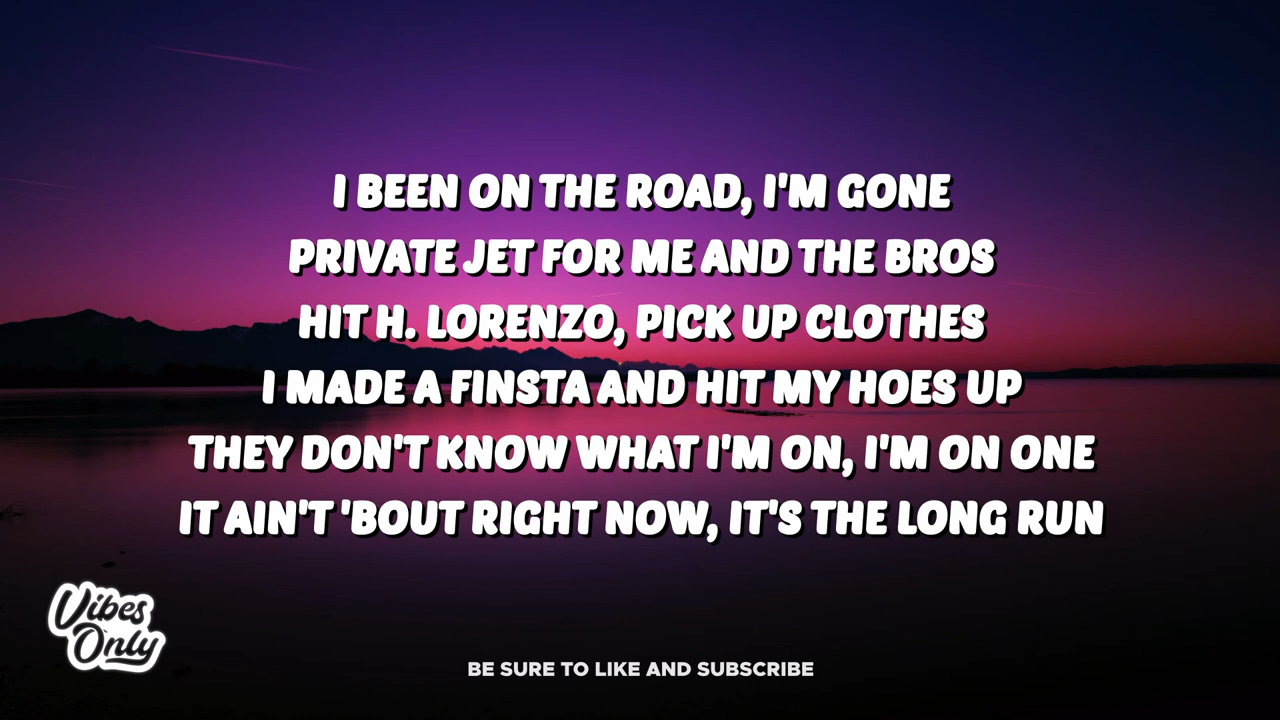 I BEEN ON THE ROAD, I'M GONE
PRIVATE JET FOR ME AND THE BROS
HIT H. LORENZO, PICK UP CLOTHES
I MADE A FINSTA AND HIT MY HOES UP
THEY DON'T KNOW WHAT I'M ON, I'M ON ONE
IT AIN'T 'BOUT RIGHT NOW, IT'S THE LONG RUN
Vibes
Only
BE SURE TO LIKE AND SUBSCRIBE